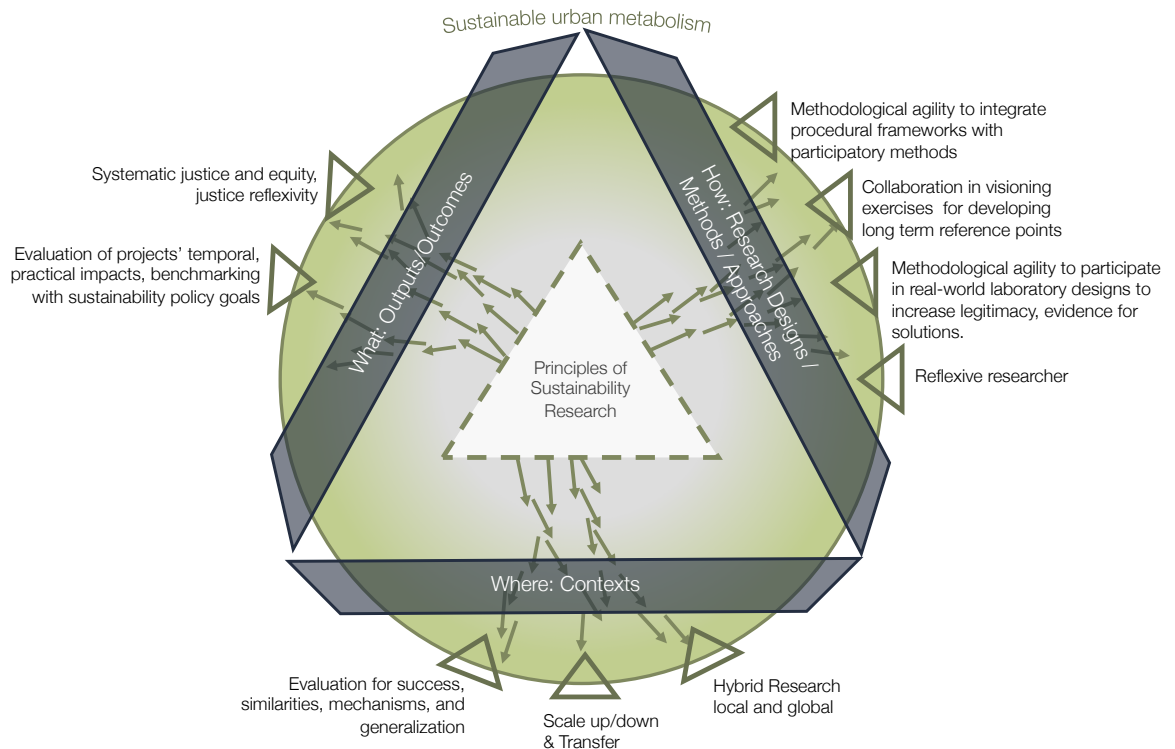 Sustainable urban metabolism
Methodological agility to integrate
procedural frameworks with
participatory methods
Systematic justice and equity,
justice reflexivity
Collaboration in visioning
exercises  for developing
long term reference points
Evaluation of projects’ temporal,
practical impacts, benchmarking
with sustainability policy goals
Methodological agility to participate
in real-world laboratory designs to
increase legitimacy, evidence for
solutions.
What: Outputs/Outcomes
How: Research Designs /
Methods / Approaches
Principles of
Sustainability
Research
Reflexive researcher
Where: Contexts
Evaluation for success,
similarities, mechanisms, and
generalization
Scale up/down
& Transfer
Hybrid Research
local and global